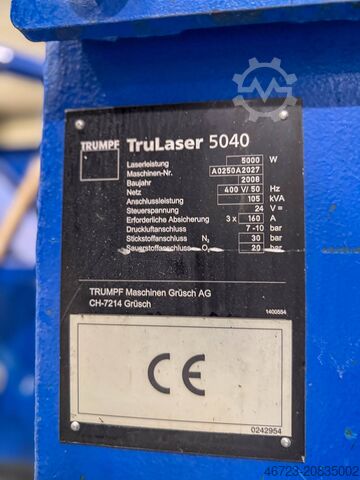 TRUMPF TruLaser 5040
Laserleistung 5000 W
Maschinen-Nr. A0250A2027
Baujahr 2008
Netz 400 V/ 50 Hz
Anschlussleistung 105 kVA
Steuerspannung 24 V=
Erforderliche Absicherung 3 x 160 A
Druckluftanschluss 7-10 bar
Stickstoffanschluss N₂ 30 bar
Sauerstoffanschluss O₂ 20 bar
TRUMPF Maschinen Grüsch AG
CH-7214 Grüsch
1400554
CE
0242954
46723-20835002